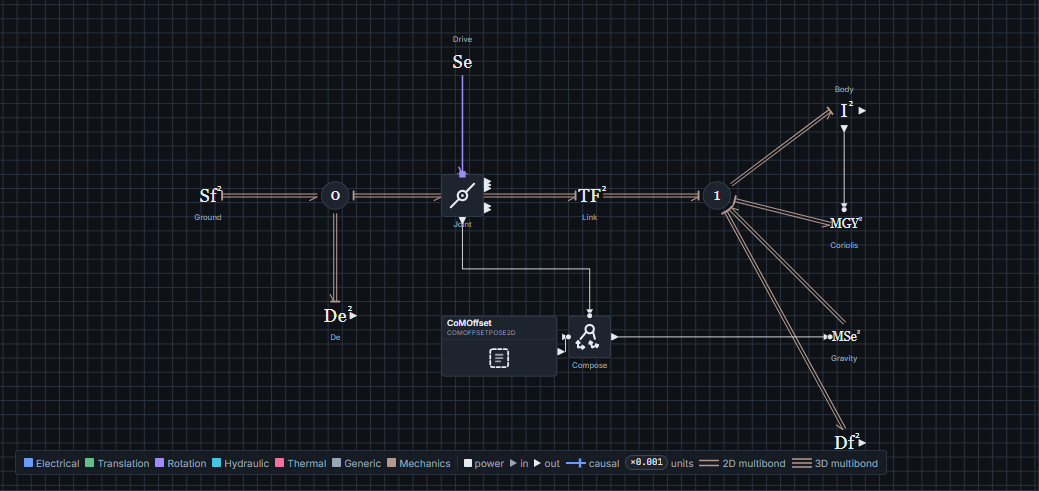 Drive
Se
Body
I²
Sf²
0
TF²
1
Ground
Joint
Link
MGY²
Coriolis
De²
De
CoMOffset
COMOFFSETPOSE2D
Compose
MSe²
Gravity
Df²
Electrical Translation Rotation Hydraulic Thermal Generic Mechanics power in out causal ×0.001 units 2D multibond 3D multibond